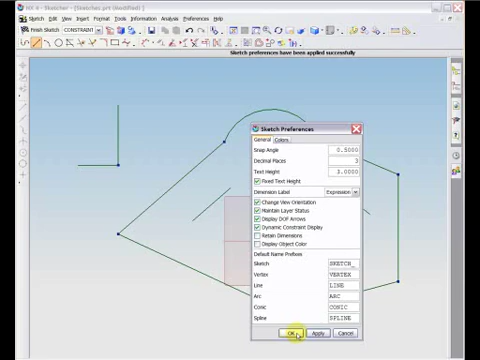 NX 4 - Sketcher - [Sketches.prt (Modified) ]
Sketch Edit View Insert Format Tools Information Analysis Preferences Help
Finish Sketch CONSTRAINT
Sketch preferences have been applied successfully
Sketch Preferences
General Colors
Snap Angle 0.5000
Decimal Places 3
Text Height 3.0000
Fixed Text Height
Dimension Label Expression
Change View Orientation
Maintain Layer Status
Display DOF Arrows
Dynamic Constraint Display
Retain Dimensions
Display Object Color
Default Name Prefixes
Sketch SKETCH_
Vertex VERTEX
Line LINE
Arc ARC
Conic CONIC
Spline SPLINE
OK Apply Cancel